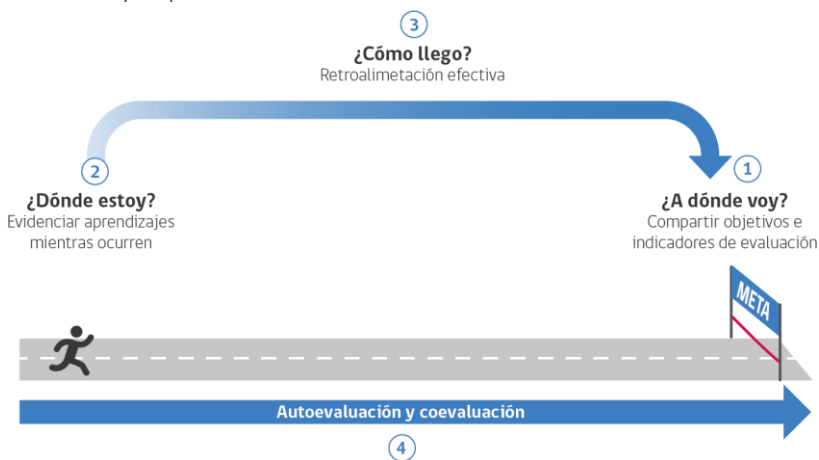 3
¿Cómo llego?
Retroalimetación efectiva
2
¿Dónde estoy?
Evidenciar aprendizajes
mientras ocurren
1
¿A dónde voy?
Compartir objetivos e
indicadores de evaluación
META
Autoevaluación y coevaluación
4